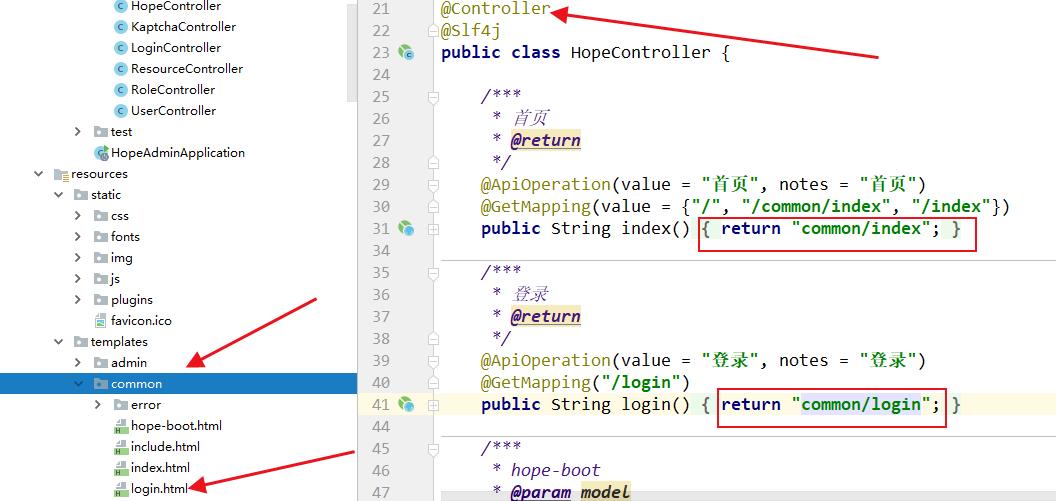 HopeController
KaptchaController
LoginController
ResourceController
RoleController
UserController
test
HopeAdminApplication
resources
static
css
fonts
img
js
plugins
favicon.ico
templates
admin
common
error
hope-boot.html
include.html
index.html
login.html
21 @Controller
22 @Slf4j
23 public class HopeController {
24
25 /***
26 * 首页
27 * @return
28 */
29 @ApiOperation(value = "首页", notes = "首页")
30 @GetMapping(value = {"/", "/common/index", "/index"})
31 public String index() { return "common/index"; }
34
35 /***
36 * 登录
37 * @return
38 */
39 @ApiOperation(value = "登录", notes = "登录")
40 @GetMapping("/login")
41 public String login() { return "common/login"; }
44
45 /***
46 * hope-boot
47 * @param model